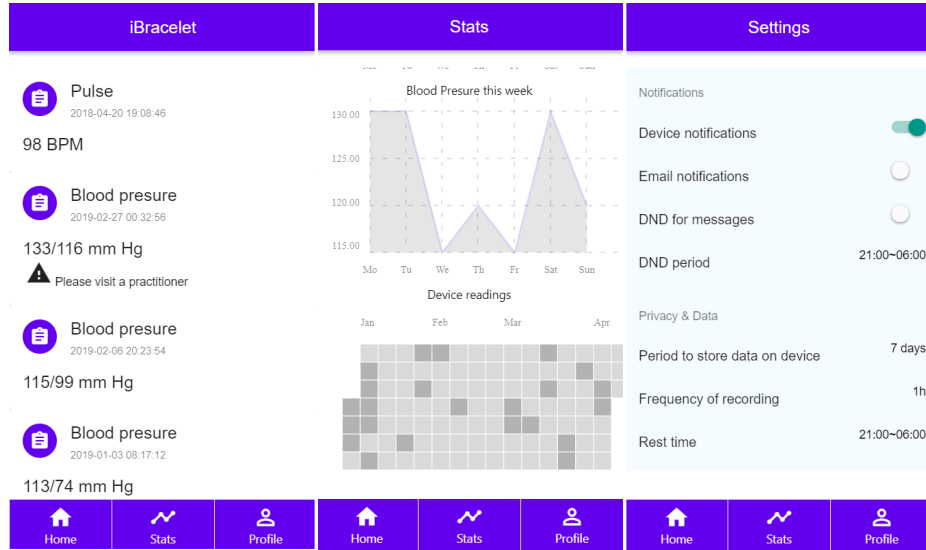 iBracelet
Pulse
2018-04-20 19:08:46
98 BPM
Blood presure
2019-02-27 00:32:56
133/116 mm Hg
Please visit a practitioner
Blood presure
2019-02-06 20:23:54
115/99 mm Hg
Blood presure
2019-01-03 08:17:12
113/74 mm Hg
Home Stats Profile
Stats
Blood Presure this week
130.00
125.00
120.00
115.00
Mo Tu We Th Fr Sat Sun
Device readings
Jan Feb Mar Apr
Home Stats Profile
Settings
Notifications
Device notifications
Email notifications
DND for messages
DND period 21:00~06:00
Privacy & Data
Period to store data on device 7 days
Frequency of recording 1h
Rest time 21:00~06:00
Home Stats Profile